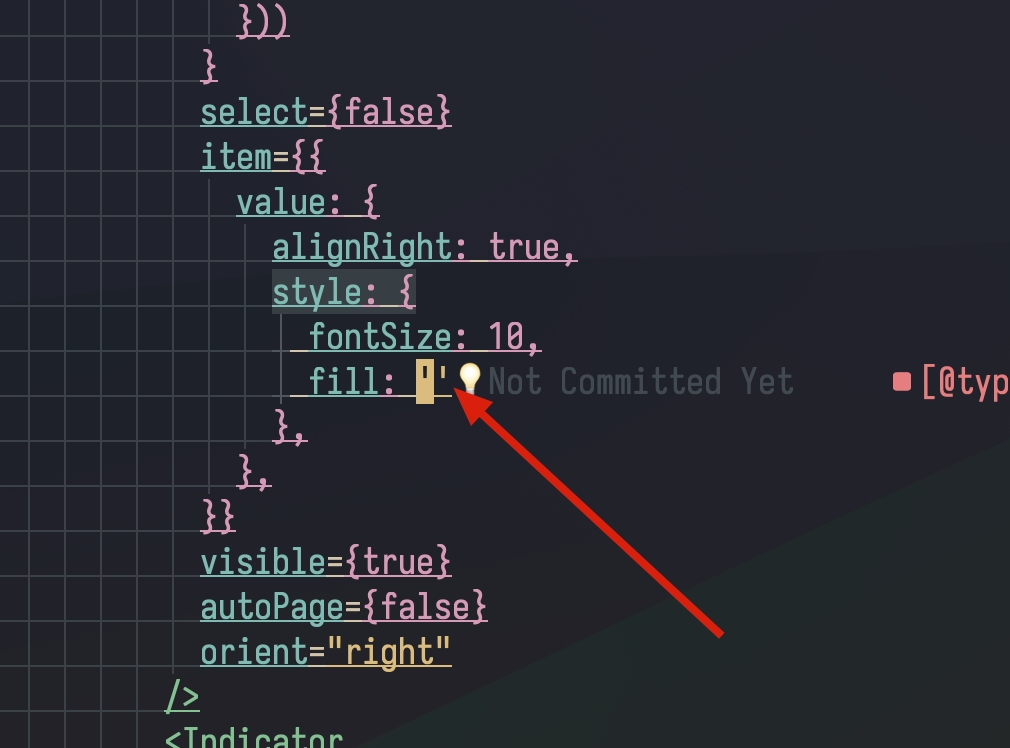 }))
}
select={false}
item={{
value: {
alignRight: true,
style: {
fontSize: 10,
fill: '' Not Committed Yet [@typ
},
},
}}
visible={true}
autoPage={false}
orient="right"
/>
<Indicator